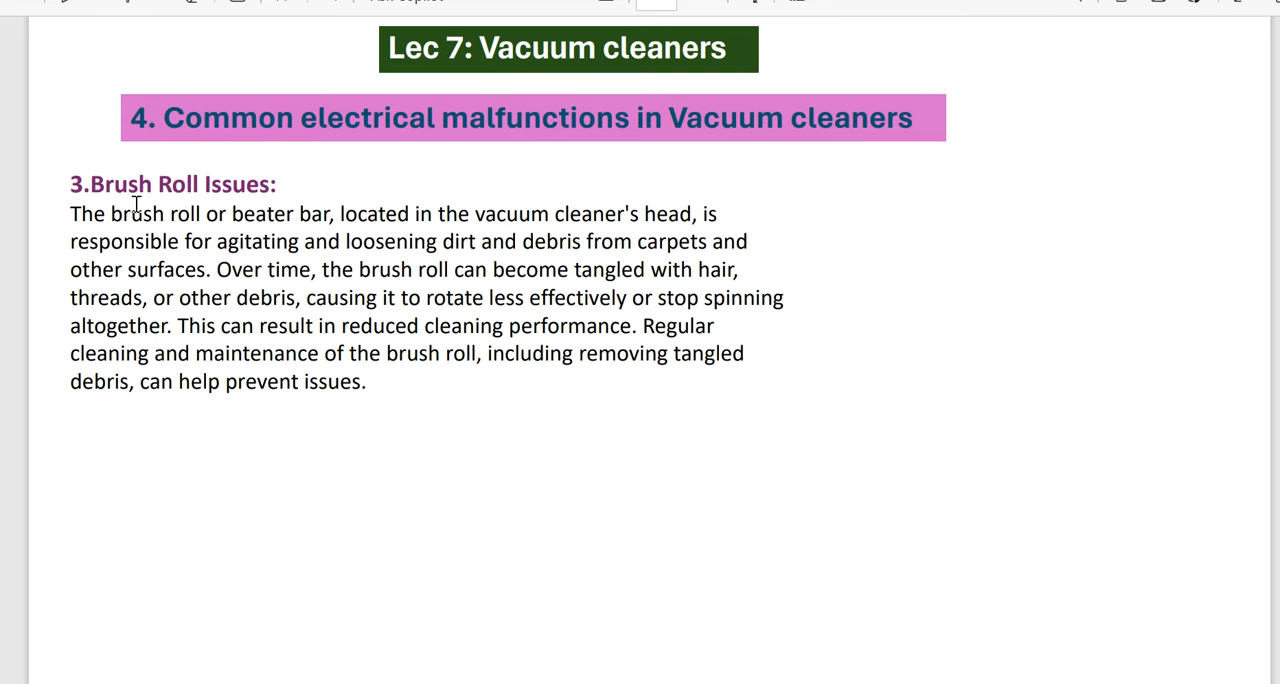 Lec 7: Vacuum cleaners
4. Common electrical malfunctions in Vacuum cleaners
3.Brush Roll Issues:
The brush roll or beater bar, located in the vacuum cleaner's head, is
responsible for agitating and loosening dirt and debris from carpets and
other surfaces. Over time, the brush roll can become tangled with hair,
threads, or other debris, causing it to rotate less effectively or stop spinning
altogether. This can result in reduced cleaning performance. Regular
cleaning and maintenance of the brush roll, including removing tangled
debris, can help prevent issues.